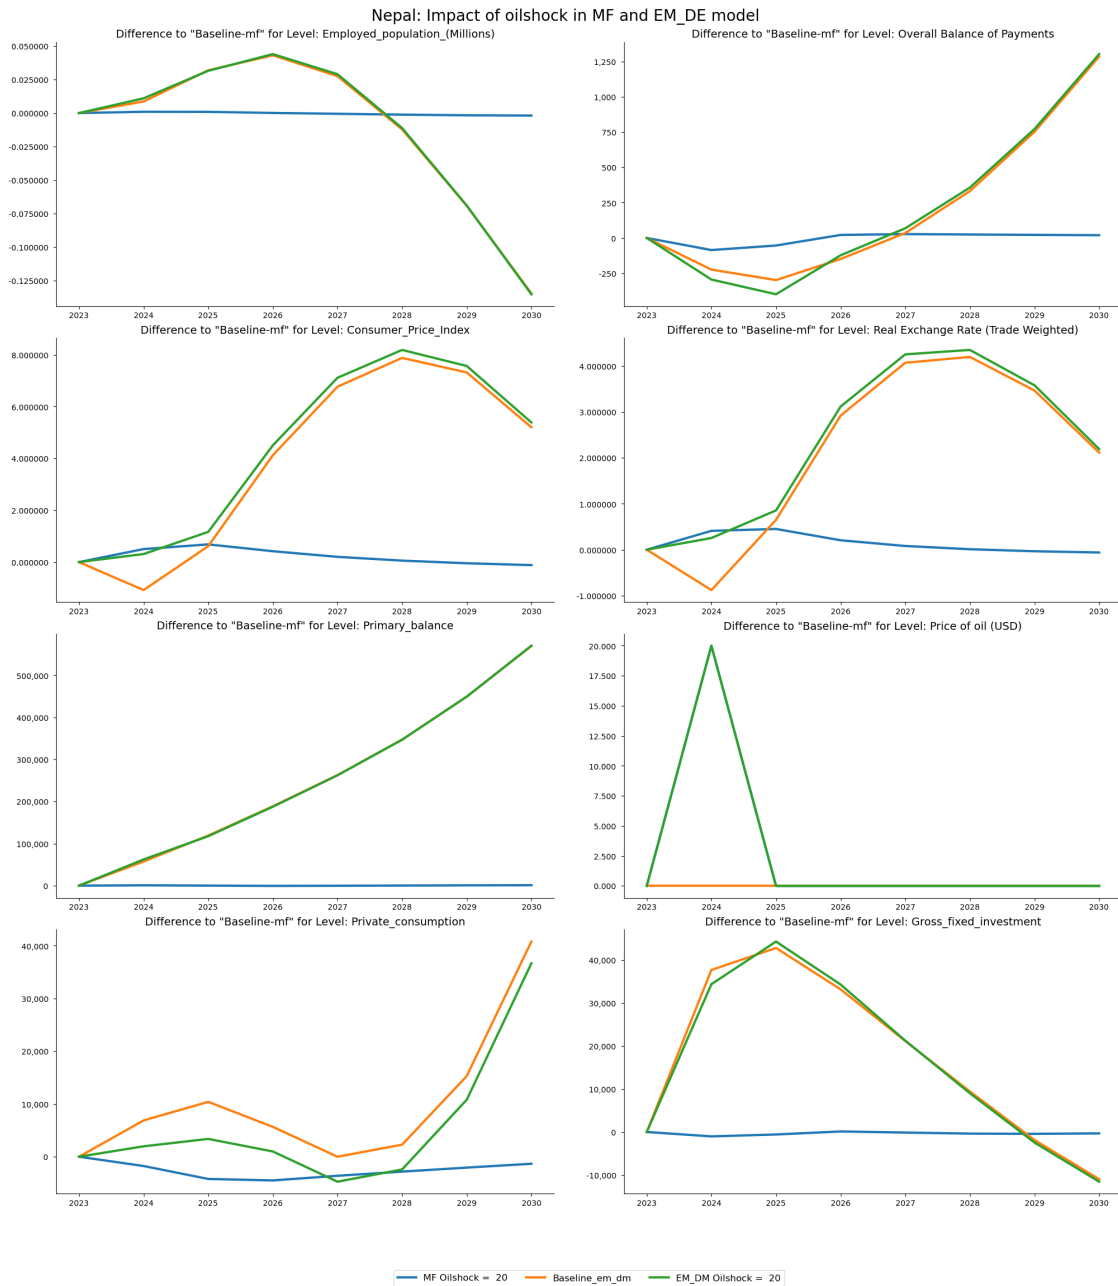 Nepal: Impact of oilshock in MF and EM_DE model
Difference to "Baseline-mf" for Level: Employed_population_(Millions)
0.050000
0.025000
0.000000
-0.025000
-0.050000
-0.075000
-0.100000
-0.125000
2023 2024 2025 2026 2027 2028 2029 2030
Difference to "Baseline-mf" for Level: Overall Balance of Payments
1,250
1,000
750
500
250
0
-250
2023 2024 2025 2026 2027 2028 2029 2030
Difference to "Baseline-mf" for Level: Consumer_Price_Index
8.000000
6.000000
4.000000
2.000000
0.000000
2023 2024 2025 2026 2027 2028 2029 2030
Difference to "Baseline-mf" for Level: Real Exchange Rate (Trade Weighted)
4.000000
3.000000
2.000000
1.000000
0.000000
-1.000000
2023 2024 2025 2026 2027 2028 2029 2030
Difference to "Baseline-mf" for Level: Primary_balance
500,000
400,000
300,000
200,000
100,000
0
2023 2024 2025 2026 2027 2028 2029 2030
Difference to "Baseline-mf" for Level: Price of oil (USD)
20.000
17.500
15.000
12.500
10.000
7.500
5.000
2.500
0.000
2023 2024 2025 2026 2027 2028 2029 2030
Difference to "Baseline-mf" for Level: Private_consumption
40,000
30,000
20,000
10,000
0
2023 2024 2025 2026 2027 2028 2029 2030
Difference to "Baseline-mf" for Level: Gross_fixed_investment
40,000
30,000
20,000
10,000
0
-10,000
2023 2024 2025 2026 2027 2028 2029 2030
MF Oilshock = 20 Baseline_em_dm EM_DM Oilshock = 20